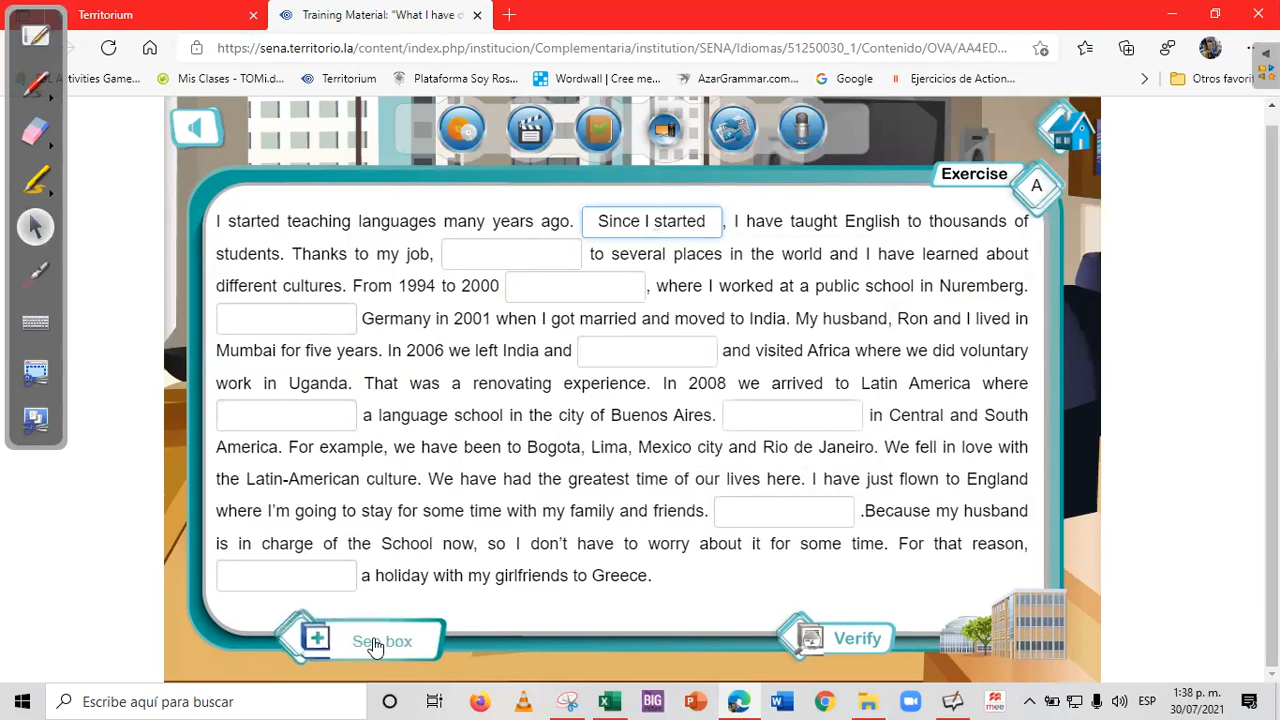 Territorium
Training Material: "What I have
https://sena.territorio.la/content/index.php/institucion/Complementaria/institution/SENA/Idiomas/51250030_1/Contenido/OVA/AA4ED...
Activities Game...
Mis Clases - TOMi.d...
Territorium
Plataforma Soy Ros...
Wordwall | Cree me...
AzarGrammar.com...
Google
Ejercicios de Action...
Otros favori
Exercise
A
I started teaching languages many years ago. Since I started, I have taught English to thousands of
students. Thanks to my job, to several places in the world and I have learned about
different cultures. From 1994 to 2000 , where I worked at a public school in Nuremberg.
Germany in 2001 when I got married and moved to India. My husband, Ron and I lived in
Mumbai for five years. In 2006 we left India and and visited Africa where we did voluntary
work in Uganda. That was a renovating experience. In 2008 we arrived to Latin America where
a language school in the city of Buenos Aires. in Central and South
America. For example, we have been to Bogota, Lima, Mexico city and Rio de Janeiro. We fell in love with
the Latin-American culture. We have had the greatest time of our lives here. I have just flown to England
where I'm going to stay for some time with my family and friends. .Because my husband
is in charge of the School now, so I don't have to worry about it for some time. For that reason,
a holiday with my girlfriends to Greece.
See box
Verify
Escribe aquí para buscar
BIG
mee
ESP
1:38 p. m.
30/07/2021